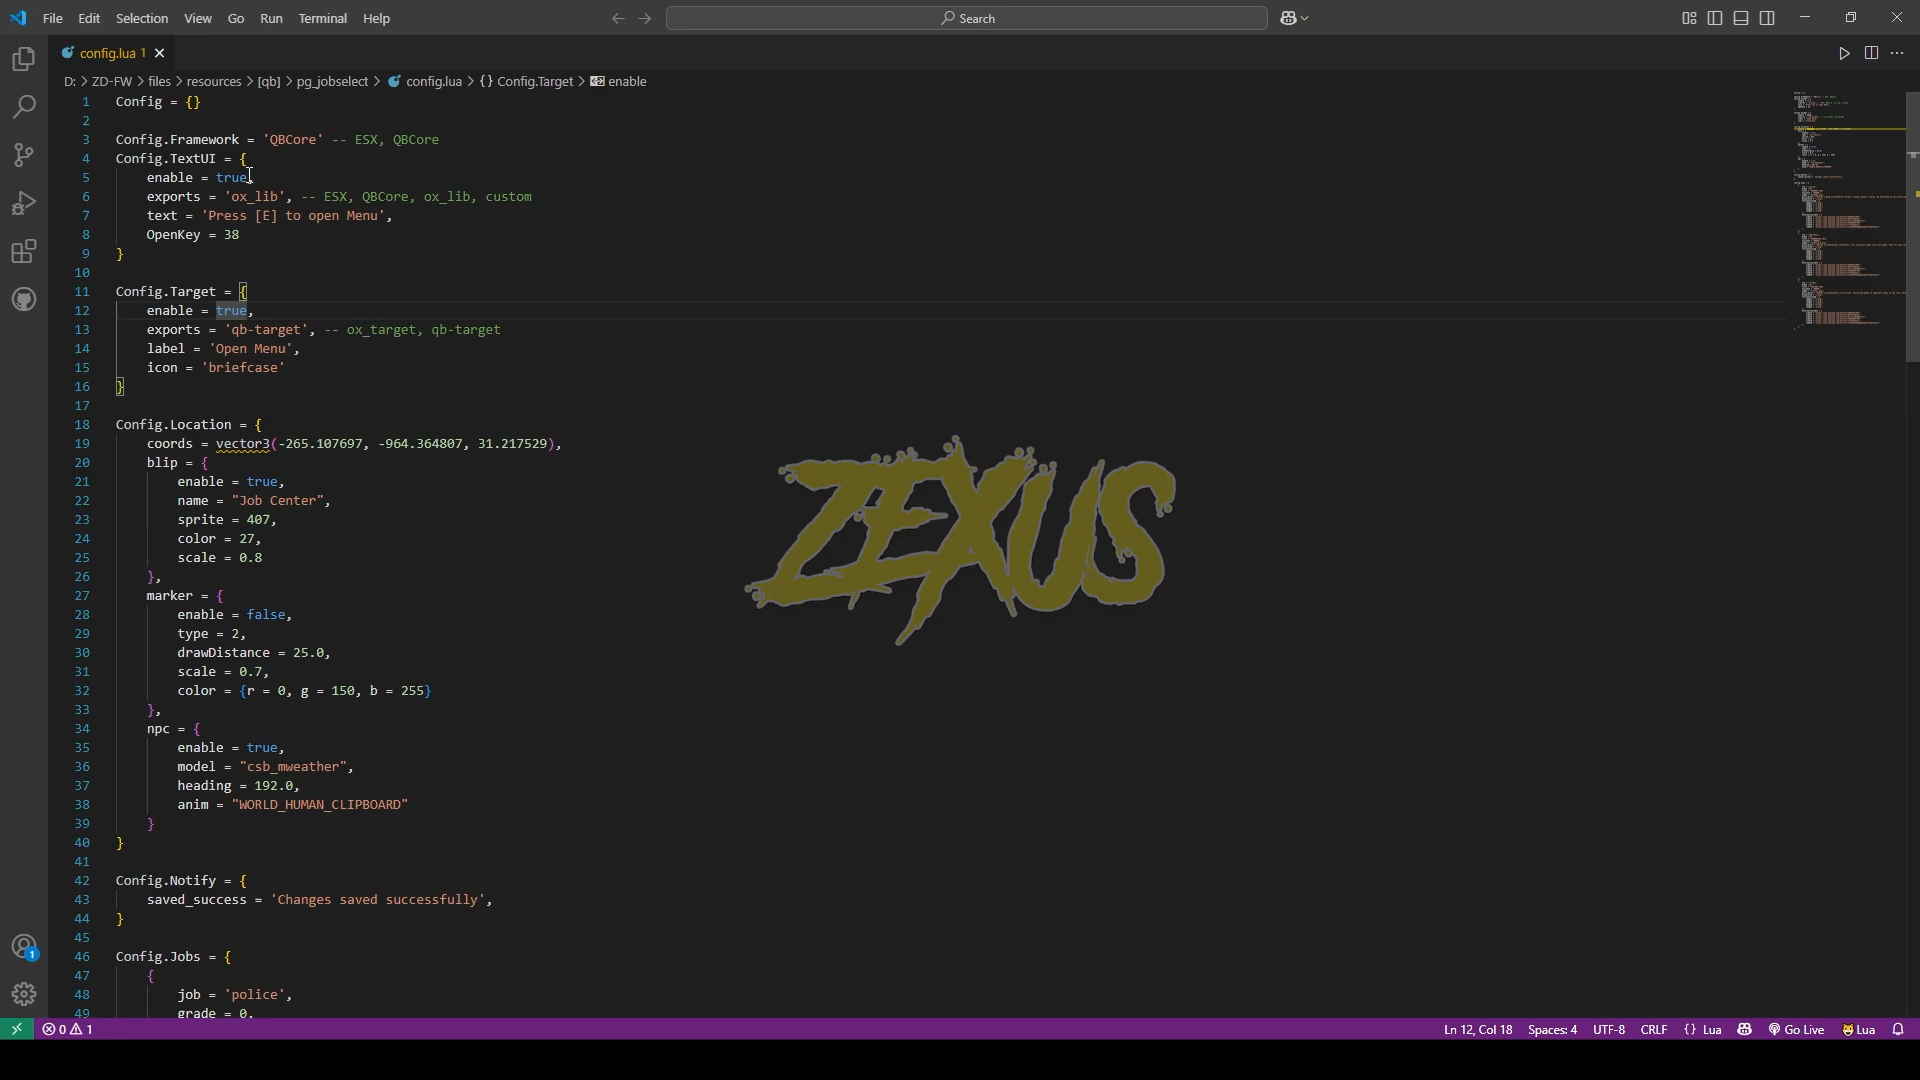 File Edit Selection View Go Run Terminal Help
Search
config.lua 1
D: > ZD-FW > files > resources > [qb] > pg_jobselect > config.lua > {} Config.Target > enable
1 Config = {}
2
3 Config.Framework = 'QBCore' -- ESX, QBCore
4 Config.TextUI = {
5 enable = true,
6 exports = 'ox_lib', -- ESX, QBCore, ox_lib, custom
7 text = 'Press [E] to open Menu',
8 OpenKey = 38
9 }
10
11 Config.Target = {
12 enable = true,
13 exports = 'qb-target', -- ox_target, qb-target
14 label = 'Open Menu',
15 icon = 'briefcase'
16 }
17
18 Config.Location = {
19 coords = vector3(-265.107697, -964.364807, 31.217529),
20 blip = {
21 enable = true,
22 name = "Job Center",
23 sprite = 407,
24 color = 27,
25 scale = 0.8
26 },
27 marker = {
28 enable = false,
29 type = 2,
30 drawDistance = 25.0,
31 scale = 0.7,
32 color = {r = 0, g = 150, b = 255}
33 },
34 npc = {
35 enable = true,
36 model = "csb_mweather",
37 heading = 192.0,
38 anim = "WORLD_HUMAN_CLIPBOARD"
39 }
40 }
41
42 Config.Notify = {
43 saved_success = 'Changes saved successfully',
44 }
45
46 Config.Jobs = {
47 {
48 job = 'police',
49 grade = 0,
ZEXUS
1
0 1
Ln 12, Col 18 Spaces: 4 UTF-8 CRLF {} Lua Go Live Lua